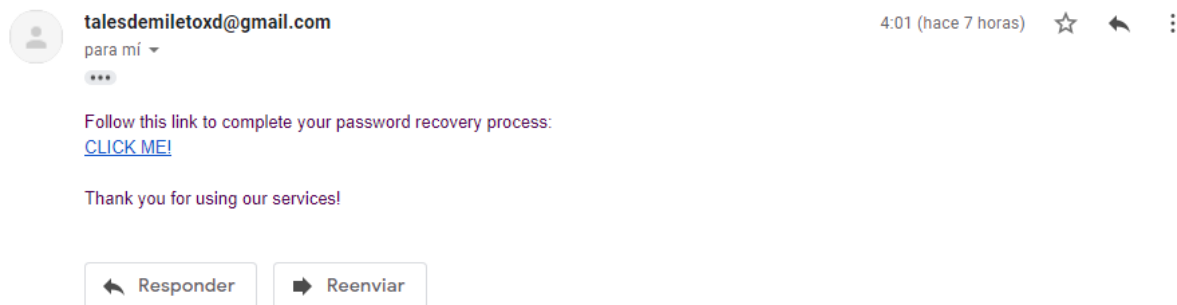 talesdemiletoxd@gmail.com
4:01 (hace 7 horas)
para mí
Follow this link to complete your password recovery process:
CLICK ME!
Thank you for using our services!
Responder
Reenviar